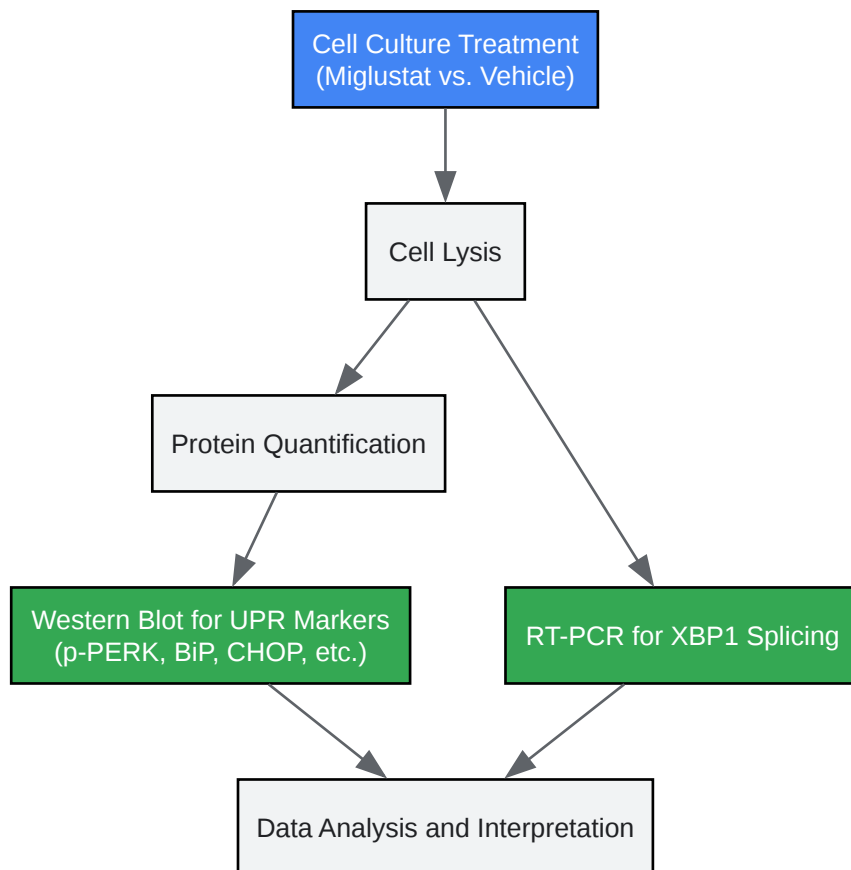 Cell Culture Treatment
(Miglustat vs. Vehicle)
Cell Lysis
Protein Quantification
Western Blot for UPR Markers
(p-PERK, BiP, CHOP, etc.)
RT-PCR for XBP1 Splicing
Data Analysis and Interpretation